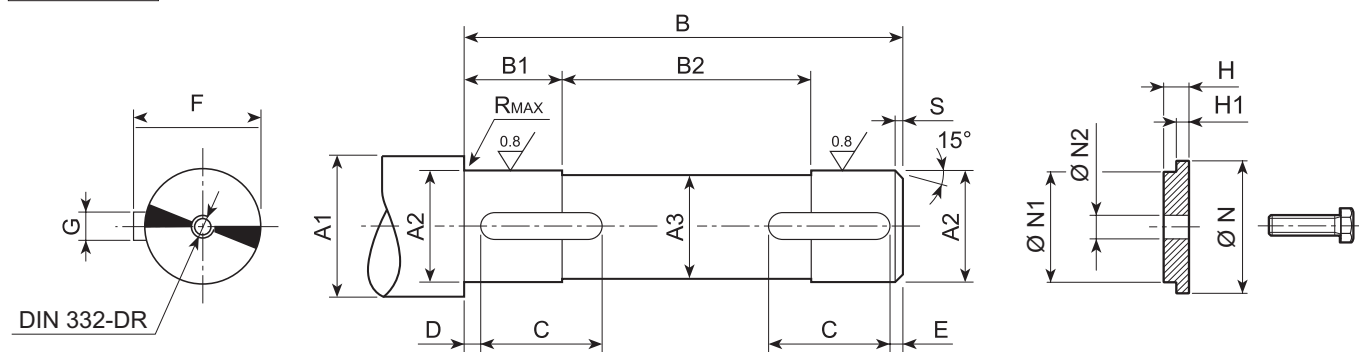 B
B1
B2
H
F
RMAX
S
H1
0.8
0.8
15°
Ø N2
G
A1
A2
A3
A2
Ø N1
Ø N
DIN 332-DR
D
C
C
E